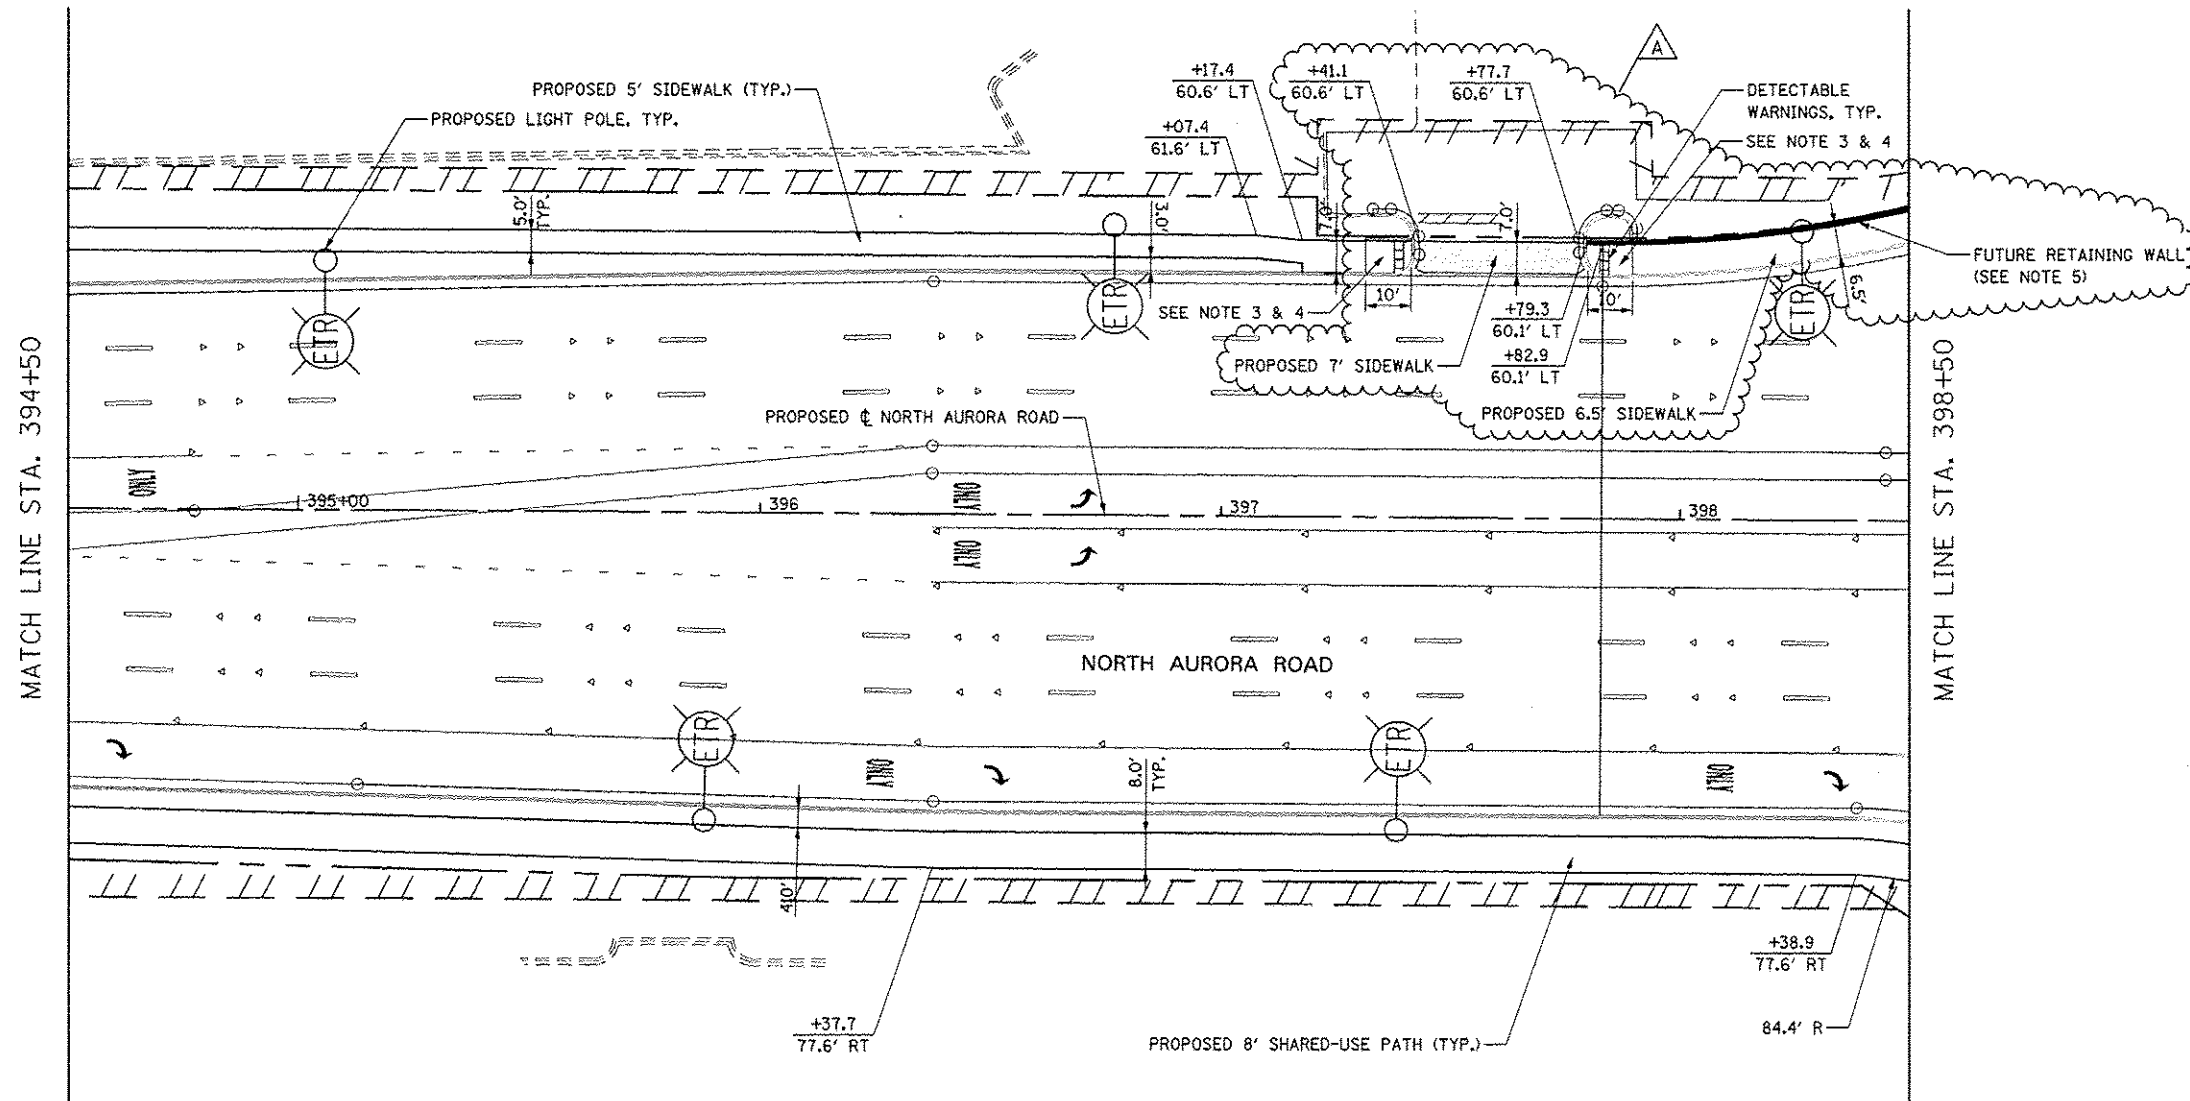 A
+17.4
60.6' LT
+41.1
60.6' LT
+77.7
60.6' LT
DETECTABLE
WARNINGS, TYP.
PROPOSED 5' SIDEWALK (TYP.)
PROPOSED LIGHT POLE, TYP.
+07.4
61.6' LT
SEE NOTE 3 & 4
5.0'
TYP.
3.0'
7.0'
FUTURE RETAINING WALL
(SEE NOTE 5)
6.5'
10'
10'
SEE NOTE 3 & 4
+79.3
60.1' LT
ETR
ETR
ETR
PROPOSED 7' SIDEWALK
+82.9
60.1' LT
MATCH LINE STA. 394+50
MATCH LINE STA. 398+50
PROPOSED ℄ NORTH AURORA ROAD
PROPOSED 6.5' SIDEWALK
ONLY
395+00
396
ONLY
397
398
ONLY
NORTH AURORA ROAD
ETR
ETR
ONLY
8.0'
TYP.
ONLY
4.0'
+38.9
77.6' RT
+37.7
77.6' RT
84.4' R
PROPOSED 8' SHARED-USE PATH (TYP.)